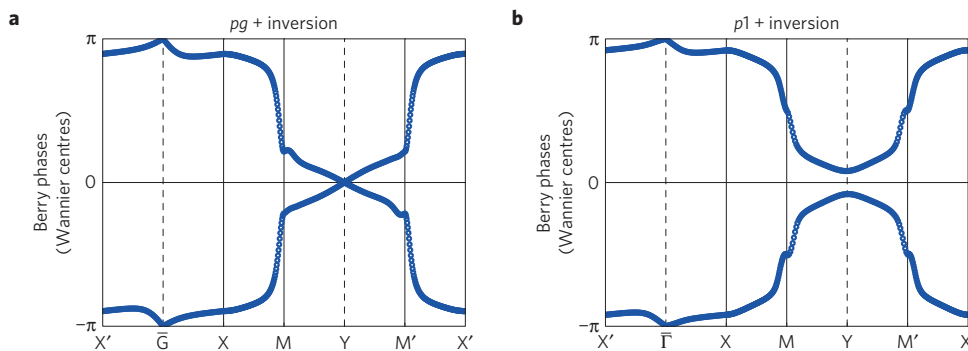 a
pg + inversion
π
0
−π
Berry phases
(Wannier centres)
X′ G̅ X M Y M′ X′
b
p1 + inversion
π
0
−π
Berry phases
(Wannier centres)
X′ Γ̅ X M Y M′ X